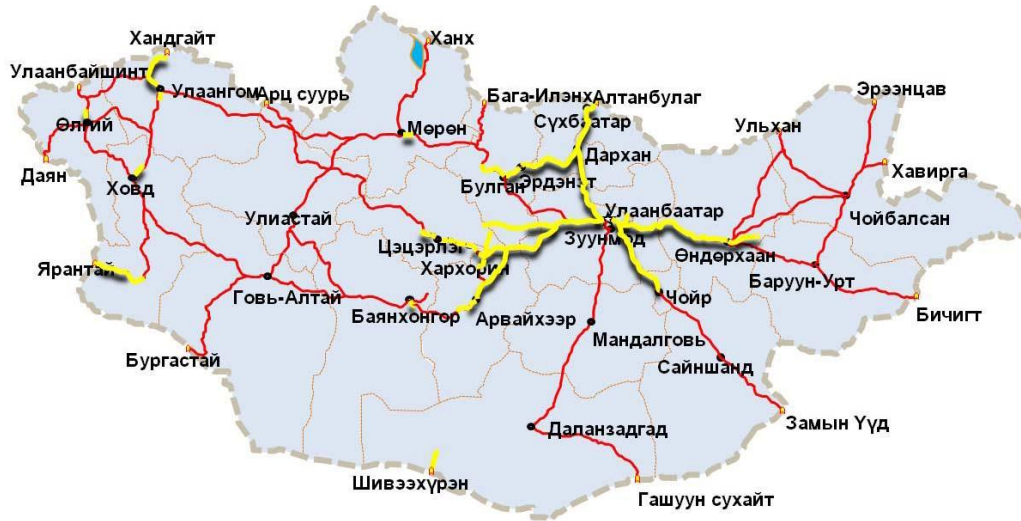 Хандгайт
Ханх
Улаанбайшинт
Улаангом
Арц суурь
Бага-Илэнх
Алтанбулаг
Эрээнцав
Өлгий
Мөрөн
Сүхбаатар
Ульхан
Дархан
Даян
Ховд
Булган
Эрдэнэт
Хавирга
Улиастай
Улаанбаатар
Чойбалсан
Цэцэрлэг
Зуунмод
Өндөрхаан
Ярантай
Хархорин
Баруун-Урт
Говь-Алтай
Баянхонгор
Арвайхээр
Чойр
Бичигт
Мандалговь
Бургастай
Сайншанд
Замын Үүд
Даланзадгад
Шивээхүрэн
Гашуун сухайт